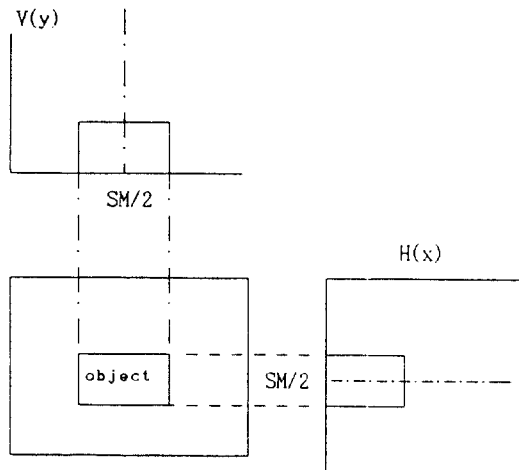 V(y)
SM/2
H(x)
object
SM/2